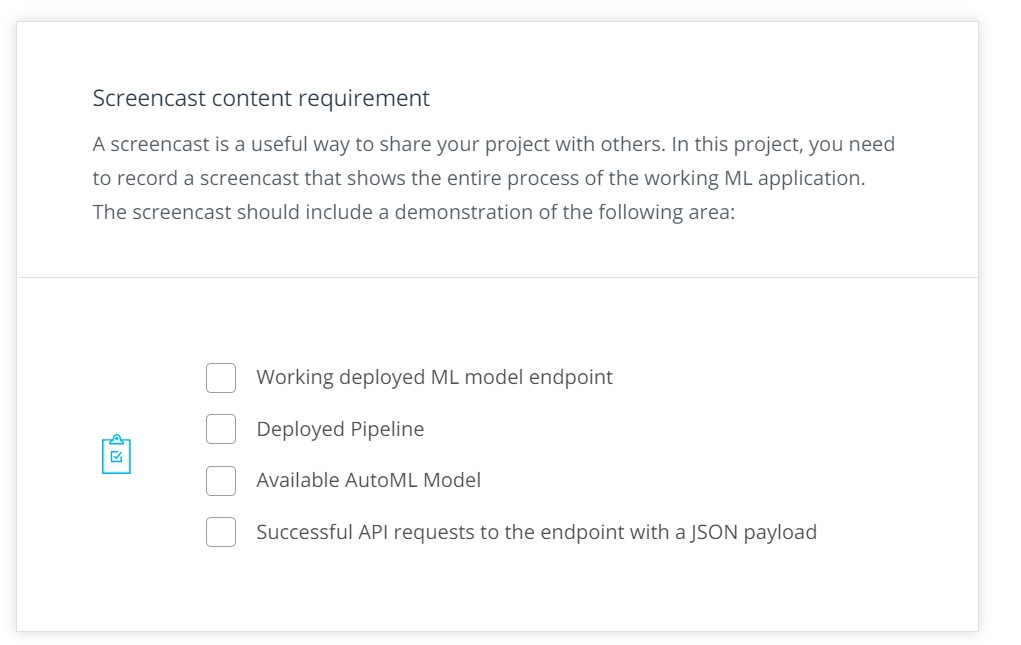 Screencast content requirement
A screencast is a useful way to share your project with others. In this project, you need
to record a screencast that shows the entire process of the working ML application.
The screencast should include a demonstration of the following area:
Working deployed ML model endpoint
Deployed Pipeline
Available AutoML Model
Successful API requests to the endpoint with a JSON payload